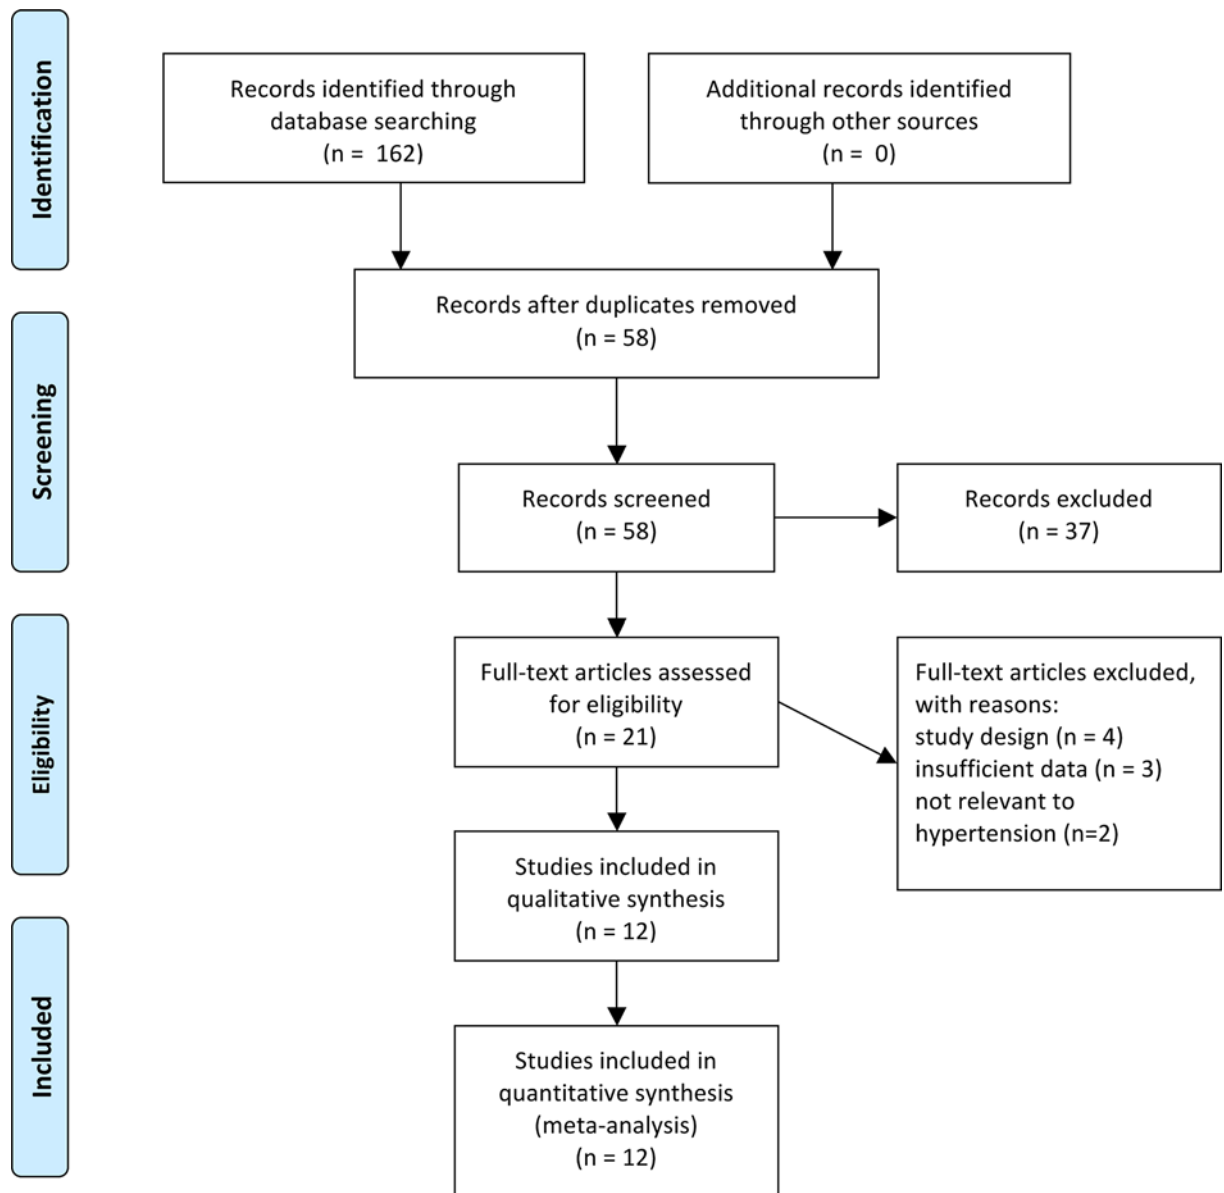 Identification
Records identified through
database searching
(n =  162)
Additional records identified
through other sources
(n =  0)
Records after duplicates removed
(n = 58)
Screening
Records screened
(n = 58)
Records excluded
(n = 37)
Eligibility
Full-text articles assessed
for eligibility
(n = 21)
Full-text articles excluded,
with reasons:
study design (n = 4)
insufficient data (n = 3)
not relevant to
hypertension (n=2)
Studies included in
qualitative synthesis
(n = 12)
Included
Studies included in
quantitative synthesis
(meta-analysis)
(n = 12)